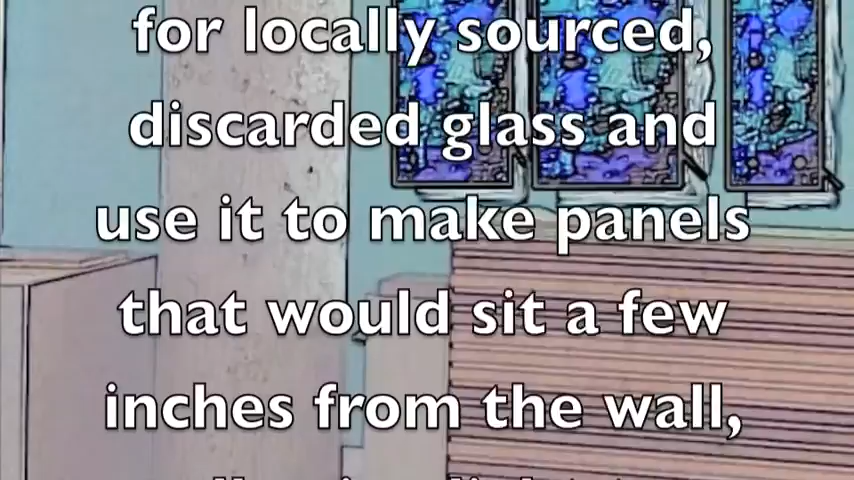 for locally sourced,
discarded glass and
use it to make panels
that would sit a few
inches from the wall,